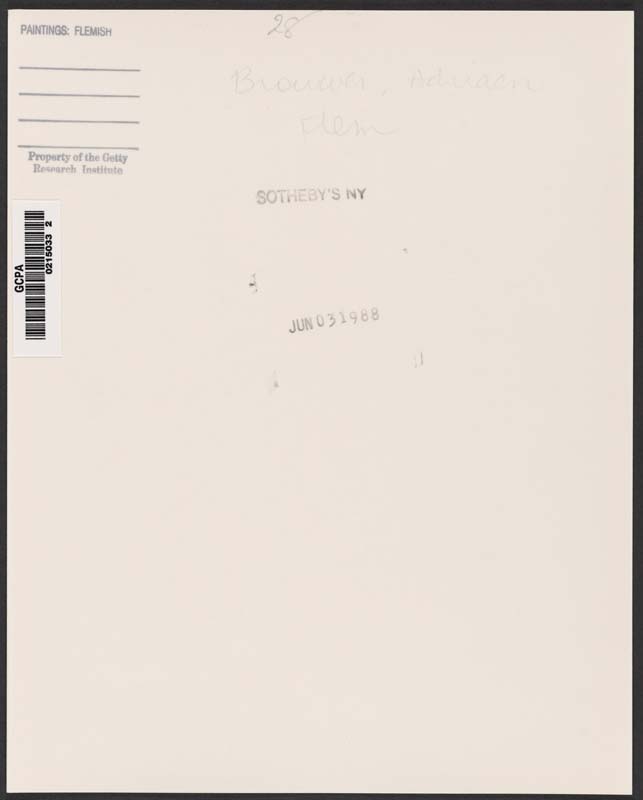 PAINTINGS: FLEMISH
28
Brouwer, Adriaen
Flem
Property of the Getty
Research Institute
SOTHEBY'S NY
GCPA
0215033 2
JUN 03 1988